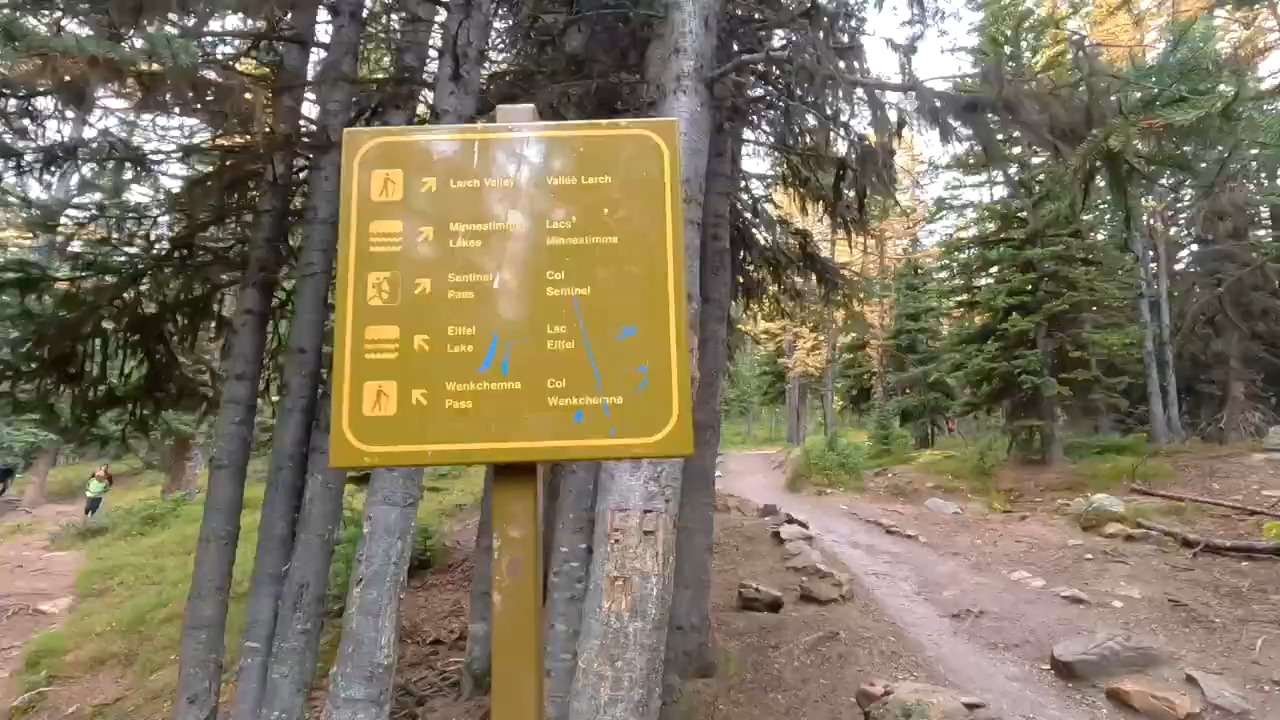 Larch Valley Vallée Larch
Minnestimma Lacs
Lakes Minnestimma
Sentinel Col
Pass Sentinel
Eiffel Lac
Lake Eiffel
Wenkchemna Col
Pass Wenkchemna